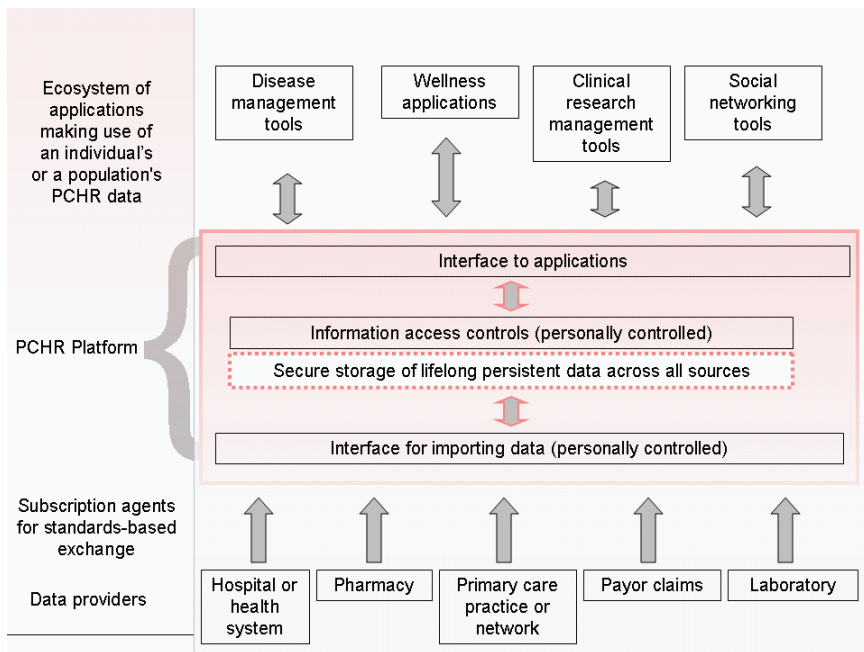 Ecosystem of
applications
making use of
an individual's
or a population's
PCHR data
Disease
management
tools
Wellness
applications
Clinical
research
management
tools
Social
networking
tools
PCHR Platform
Interface to applications
Information access controls (personally controlled)
Secure storage of lifelong persistent data across all sources
Interface for importing data (personally controlled)
Subscription agents
for standards-based
exchange
Data providers
Hospital or
health
system
Pharmacy
Primary care
practice or
network
Payor claims
Laboratory